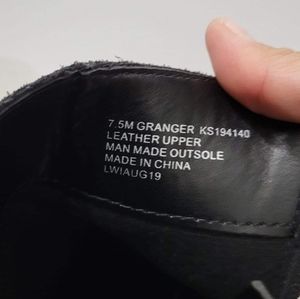 7.5M GRANGER KS194140
LEATHER UPPER
MAN MADE OUTSOLE
MADE IN CHINA
LWIAUG19